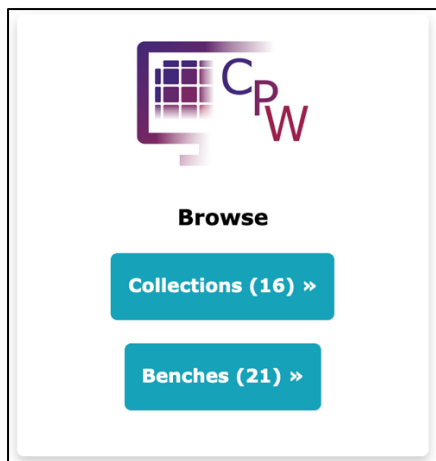 CPW
Browse
Collections (16) »
Benches (21) »